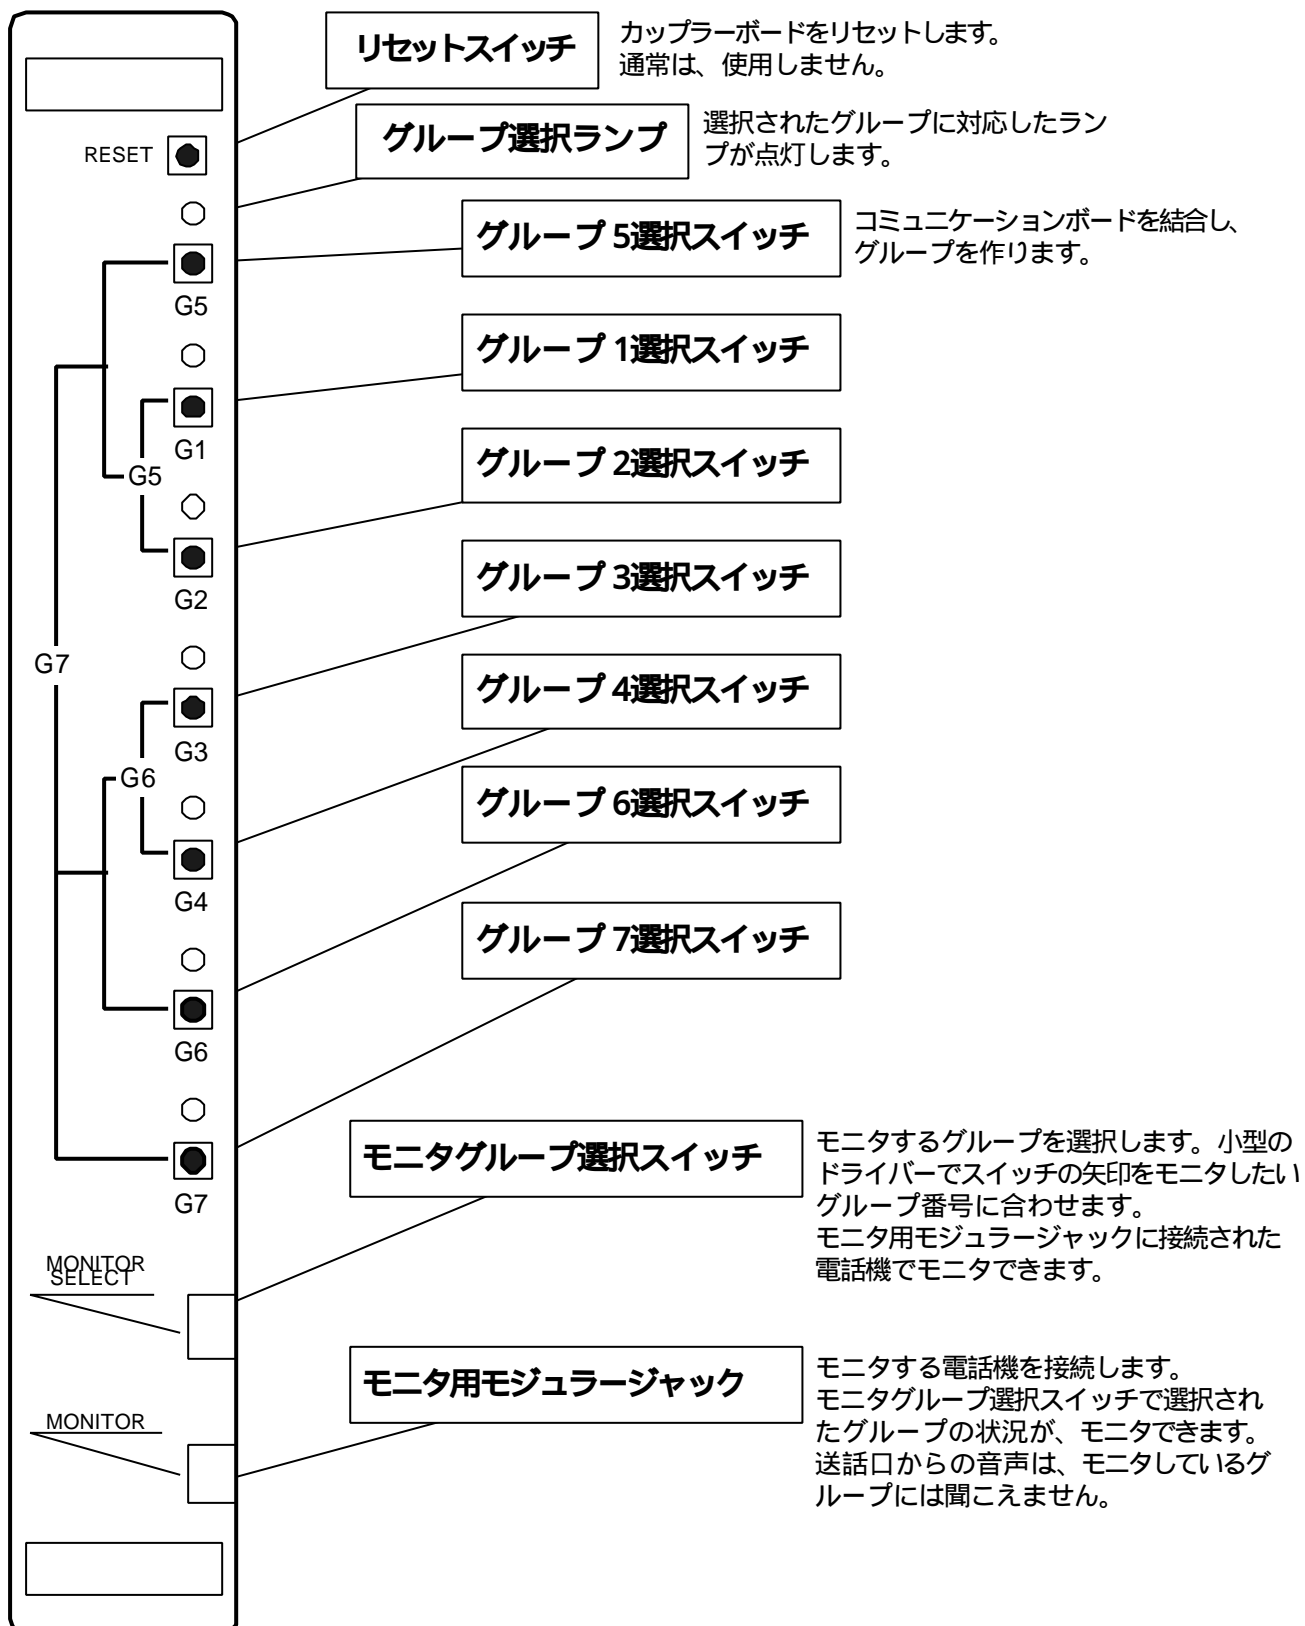 リセットスイッチ
カップラーボードをリセットします。
通常は、使用しません。
グループ選択ランプ
選択されたグループに対応したラン
プが点灯します。
RESET
グループ 5選択スイッチ
コミュニケーションボードを結合し、
グループを作ります。
G5
グループ 1選択スイッチ
G1
G5
グループ 2選択スイッチ
G2
グループ 3選択スイッチ
G7
グループ 4選択スイッチ
G3
G6
グループ 6選択スイッチ
G4
グループ 7選択スイッチ
G6
モニタグループ選択スイッチ
モニタするグループを選択します。小型の
ドライバーでスイッチの矢印をモニタしたい
グループ番号に合わせます。
モニタ用モジュラージャックに接続された
電話機でモニタできます。
G7
MONITOR
SELECT
モニタ用モジュラージャック
モニタする電話機を接続します。
モニタグループ選択スイッチで選択され
たグループの状況が、モニタできます。
送話口からの音声は、モニタしているグ
ループには聞こえません。
MONITOR